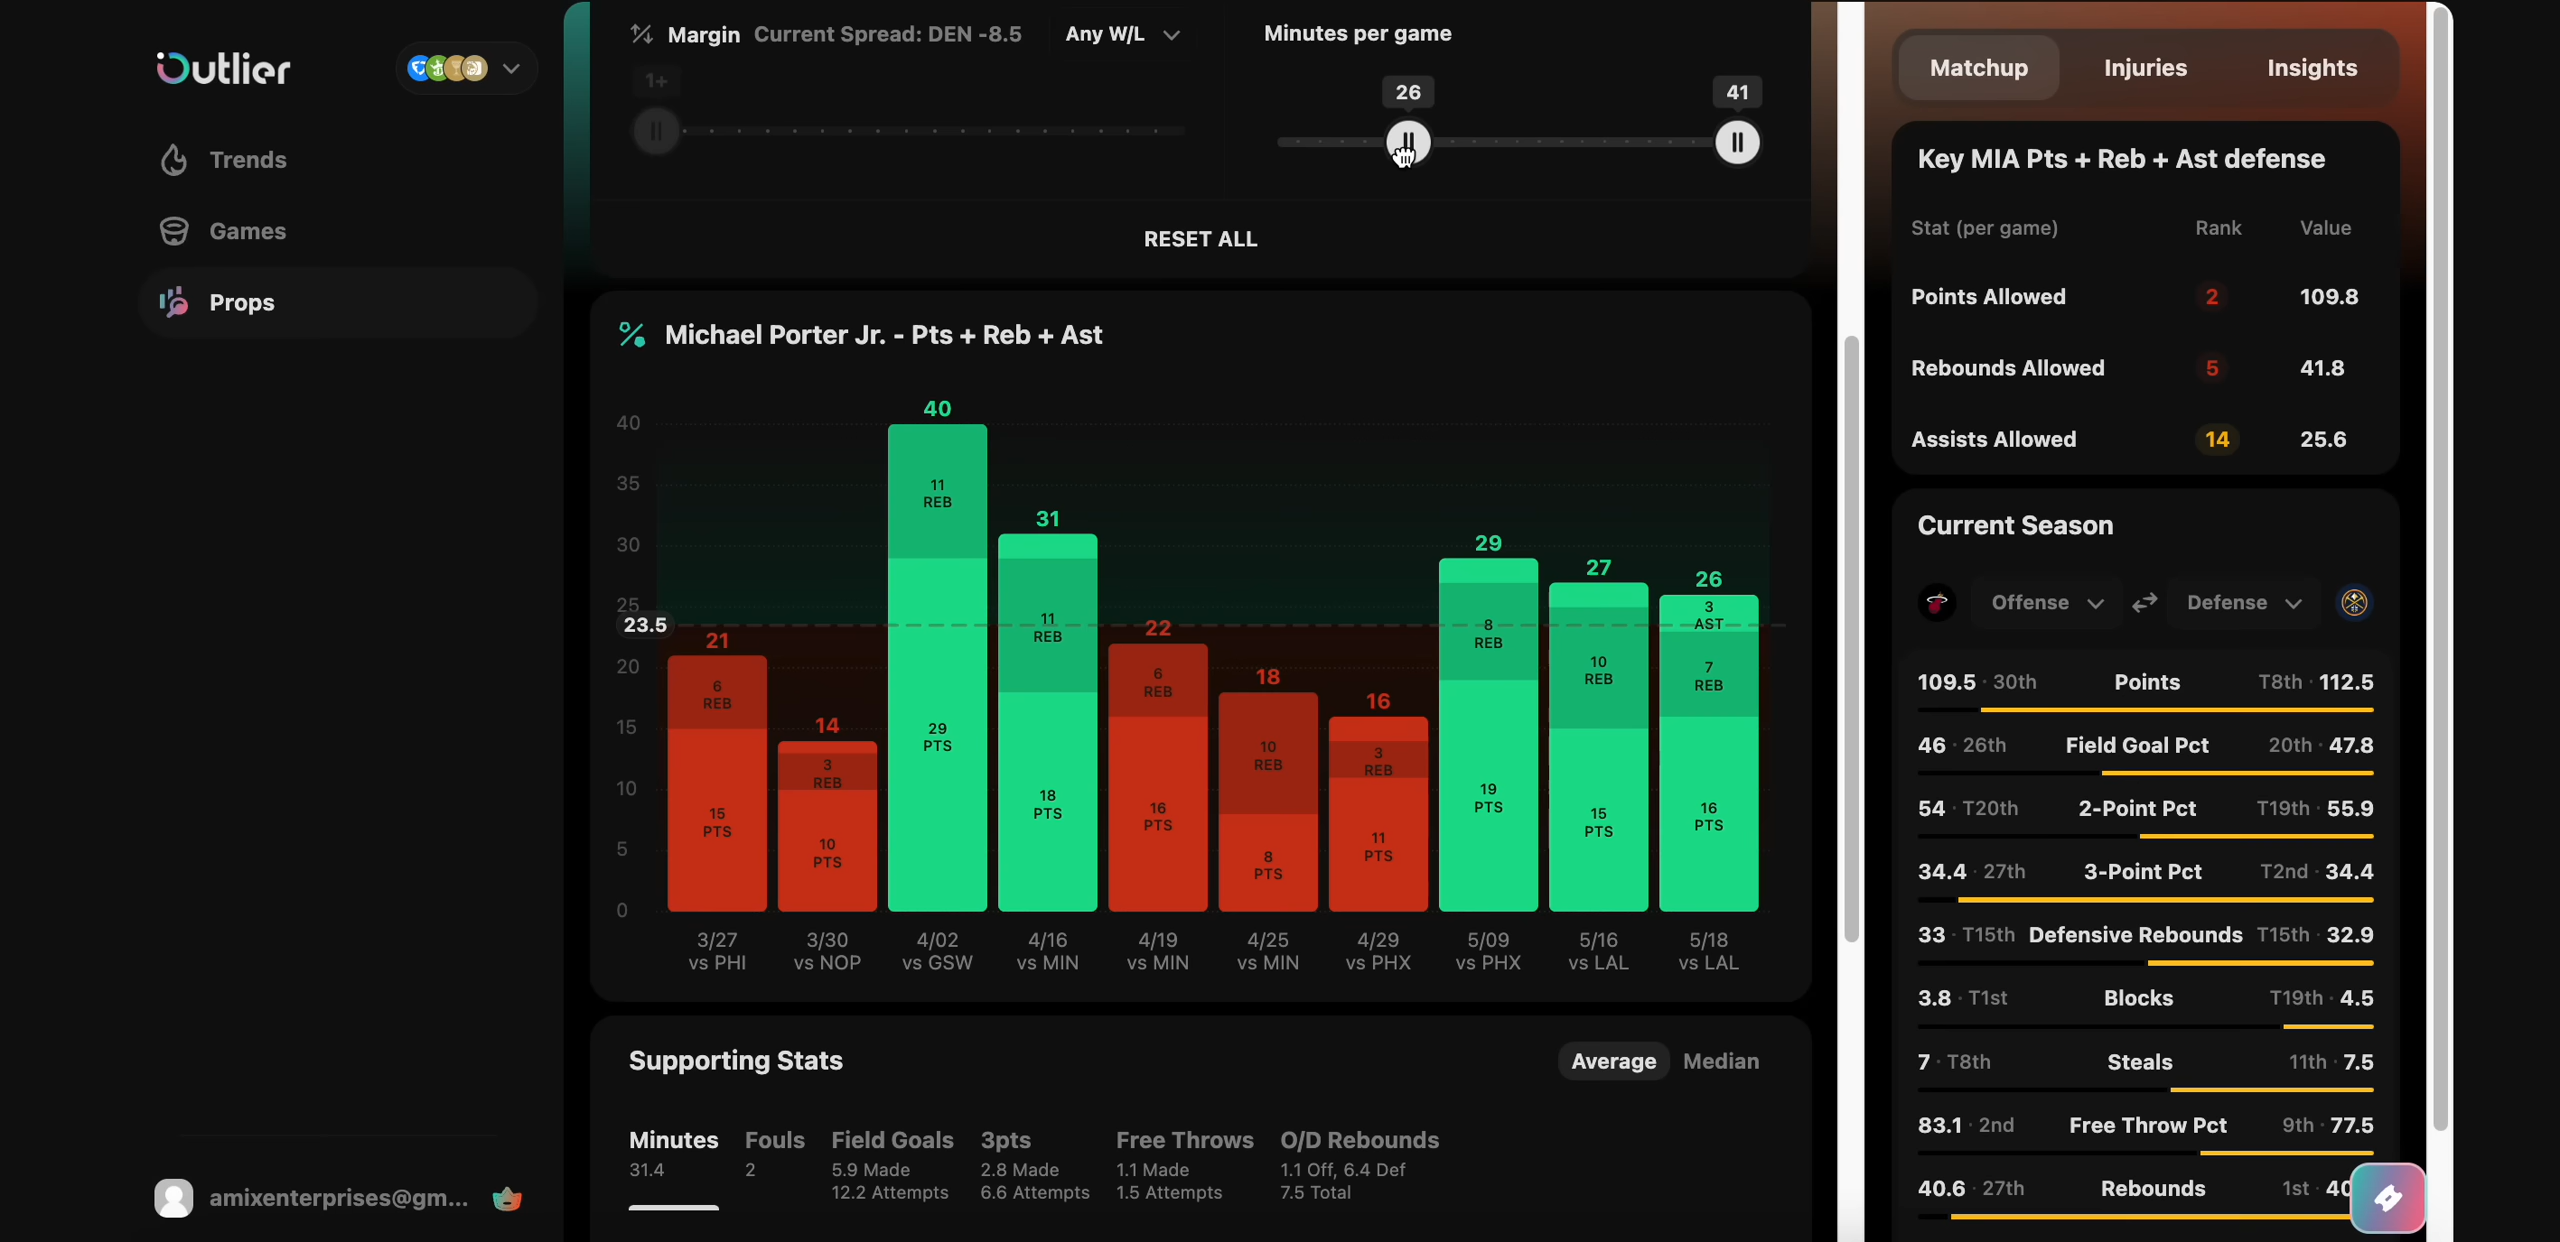 Outlier
Trends
Games
Props
amixenterprises@gm...
Margin Current Spread: DEN -8.5 Any W/L
1+
Minutes per game
26 41
RESET ALL
Michael Porter Jr. - Pts + Reb + Ast
40
35
30
25
23.5
20
15
10
5
0
21
6
REB
15
PTS
14
3
REB
10
PTS
40
11
REB
29
PTS
31
11
REB
18
PTS
22
6
REB
16
PTS
18
10
REB
8
PTS
16
3
REB
11
PTS
29
8
REB
19
PTS
27
10
REB
15
PTS
26
3
AST
7
REB
16
PTS
3/27 3/30 4/02 4/16 4/19 4/25 4/29 5/09 5/16 5/18
vs PHI vs NOP vs GSW vs MIN vs MIN vs MIN vs PHX vs PHX vs LAL vs LAL
Supporting Stats
Average Median
Minutes Fouls Field Goals 3pts Free Throws O/D Rebounds
31.4 2 5.9 Made 2.8 Made 1.1 Made 1.1 Off, 6.4 Def
12.2 Attempts 6.6 Attempts 1.5 Attempts 7.5 Total
Matchup Injuries Insights
Key MIA Pts + Reb + Ast defense
Stat (per game) Rank Value
Points Allowed 2 109.8
Rebounds Allowed 5 41.8
Assists Allowed 14 25.6
Current Season
Offense Defense
109.5 · 30th Points T8th · 112.5
46 · 26th Field Goal Pct 20th · 47.8
54 · T20th 2-Point Pct T19th · 55.9
34.4 · 27th 3-Point Pct T2nd · 34.4
33 · T15th Defensive Rebounds T15th · 32.9
3.8 · T1st Blocks T19th · 4.5
7 · T8th Steals 11th · 7.5
83.1 · 2nd Free Throw Pct 9th · 77.5
40.6 · 27th Rebounds 1st · 40